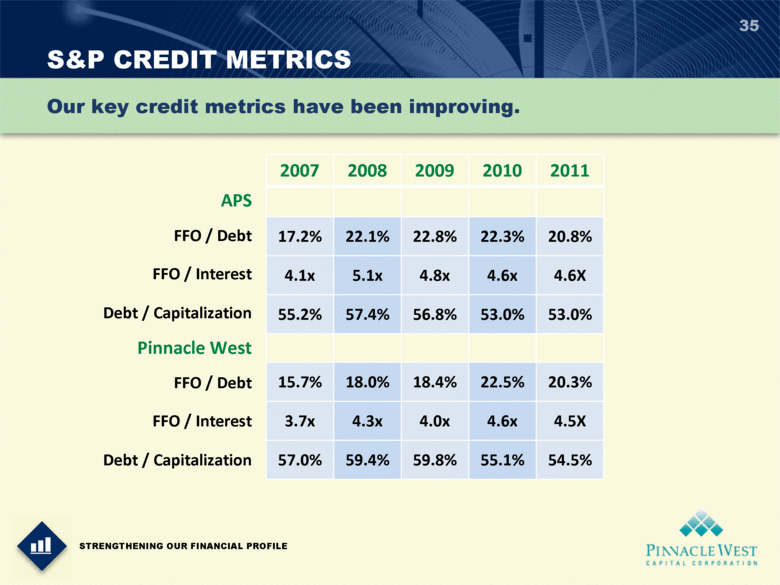 35
S&P CREDIT METRICS
Our key credit metrics have been improving.
2007 2008 2009 2010 2011
APS
FFO / Debt 17.2% 22.1% 22.8% 22.3% 20.8%
FFO / Interest 4.1x 5.1x 4.8x 4.6x 4.6X
Debt / Capitalization 55.2% 57.4% 56.8% 53.0% 53.0%
Pinnacle West
FFO / Debt 15.7% 18.0% 18.4% 22.5% 20.3%
FFO / Interest 3.7x 4.3x 4.0x 4.6x 4.5X
Debt / Capitalization 57.0% 59.4% 59.8% 55.1% 54.5%
STRENGTHENING OUR FINANCIAL PROFILE
PINNACLE WEST
CAPITAL CORPORATION